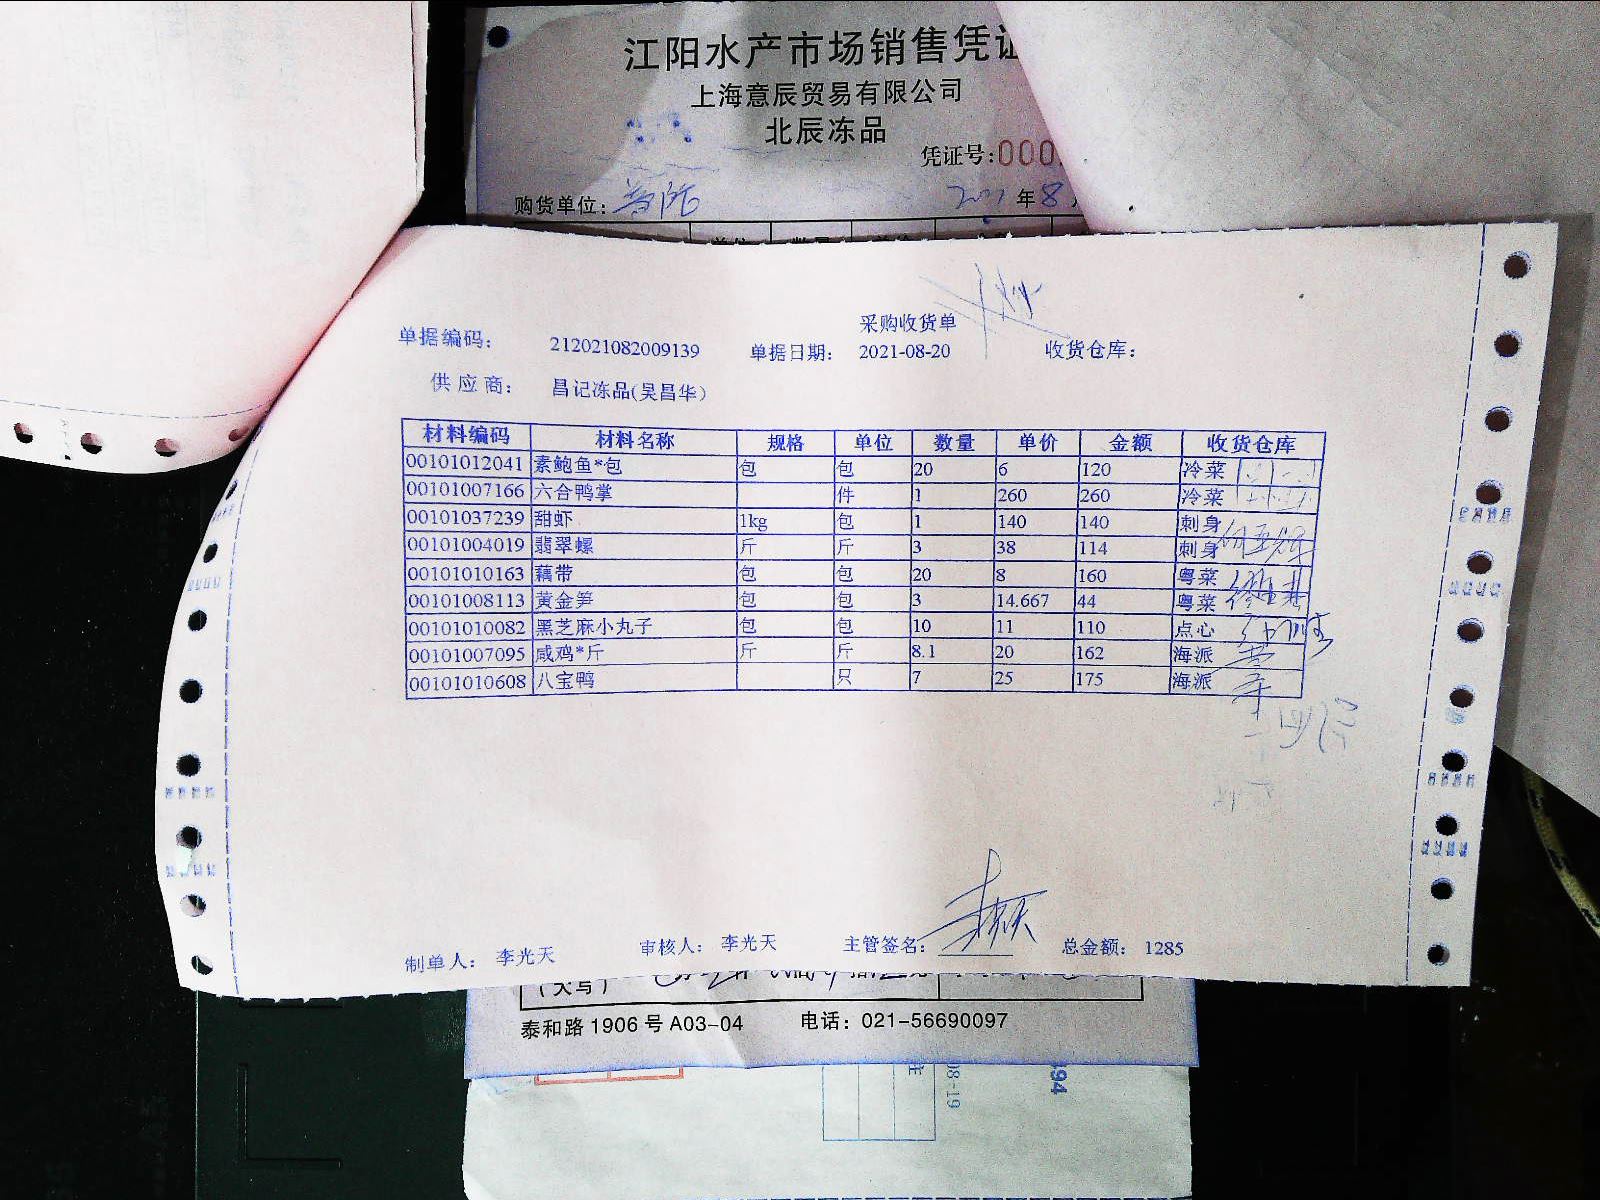 江阳水产市场销售凭证
上海意辰贸易有限公司
北辰冻品
凭证号:000
购货单位:
年8
采购收货单
单据编码: 212021082009139 单据日期: 2021-08-20 收货仓库:
供应商: 昌记冻品(吴昌华)
材料编码 材料名称 规格 单位 数量 单价 金额 收货仓库
00101012041 素鲍鱼*包 包 包 20 6 120 冷菜
00101007166 六合鸭掌 件 1 260 260 冷菜
00101037239 甜虾 1kg 包 1 140 140 刺身
00101004019 翡翠螺 斤 斤 3 38 114 刺身
00101010163 藕带 包 包 20 8 160 粤菜
00101008113 黄金笋 包 包 3 14.667 44 粤菜
00101010082 黑芝麻小丸子 包 包 10 11 110 点心
00101007095 咸鸡*斤 斤 斤 8.1 20 162 海派
00101010608 八宝鸭 只 7 25 175 海派
制单人: 李光天 审核人: 李光天 主管签名: 总金额: 1285
(大写)
泰和路1906号A03-04 电话: 021-56690097
08-19
394